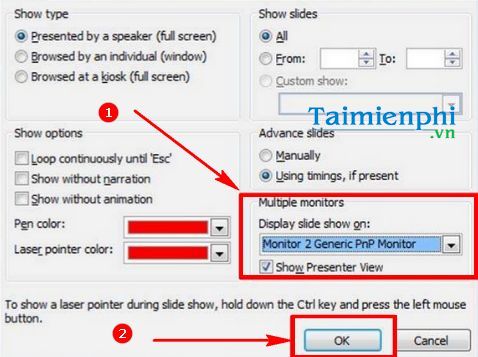 Show type
Presented by a speaker (full screen)
Browsed by an individual (window)
Browsed at a kiosk (full screen)
Show slides
All
From: To:
Custom show:
1
Taimienphi
.vn
Show options
Loop continuously until 'Esc'
Show without narration
Show without animation
Pen color:
Laser pointer color:
Advance slides
Manually
Using timings, if present
Multiple monitors
Display slide show on:
Monitor 2 Generic PnP Monitor
Show Presenter View
To show a laser pointer during slide show, hold down the Ctrl key and press the left mouse
button.
2
OK Cancel